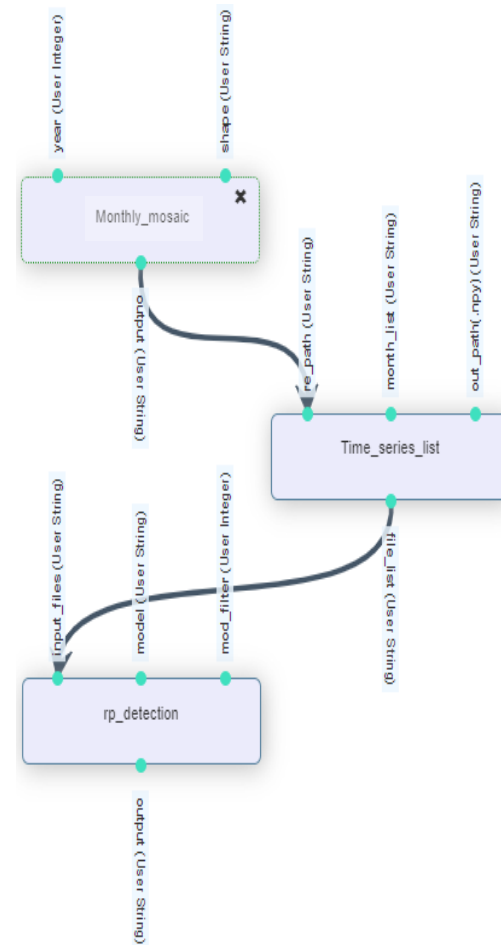 year (User Integer)
shape (User String)
Monthly_mosaic
output (User String)
re_path (User String)
month_list (User String)
out_path(.npy) (User String)
Time_series_list
file_list (User String)
input_files (User String)
model (User String)
mod_filter (User Integer)
rp_detection
output (User String)